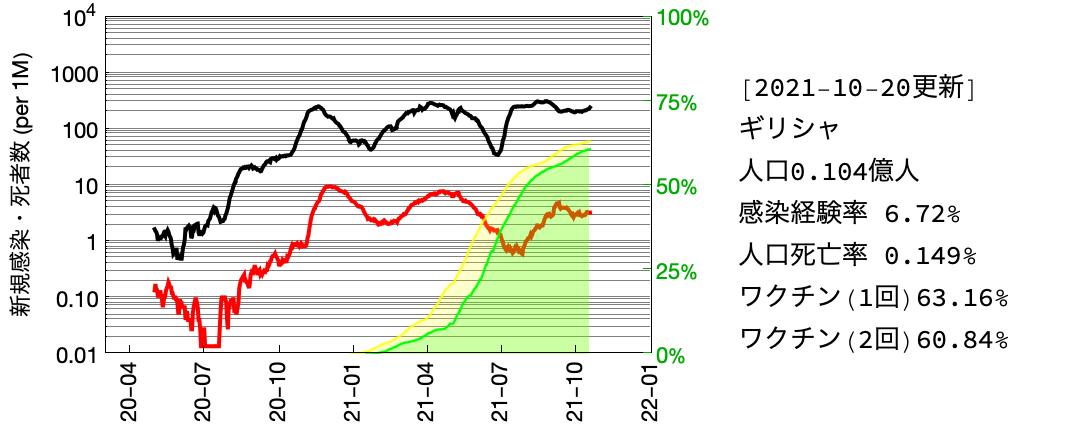 新規感染・死者数 (per 1M)
10^4
1000
100
10
1
0.10
0.01
100%
75%
50%
25%
0%
20-04
20-07
20-10
21-01
21-04
21-07
21-10
22-01
[2021-10-20更新]
ギリシャ
人口0.104億人
感染経験率 6.72%
人口死亡率 0.149%
ワクチン(1回)63.16%
ワクチン(2回)60.84%